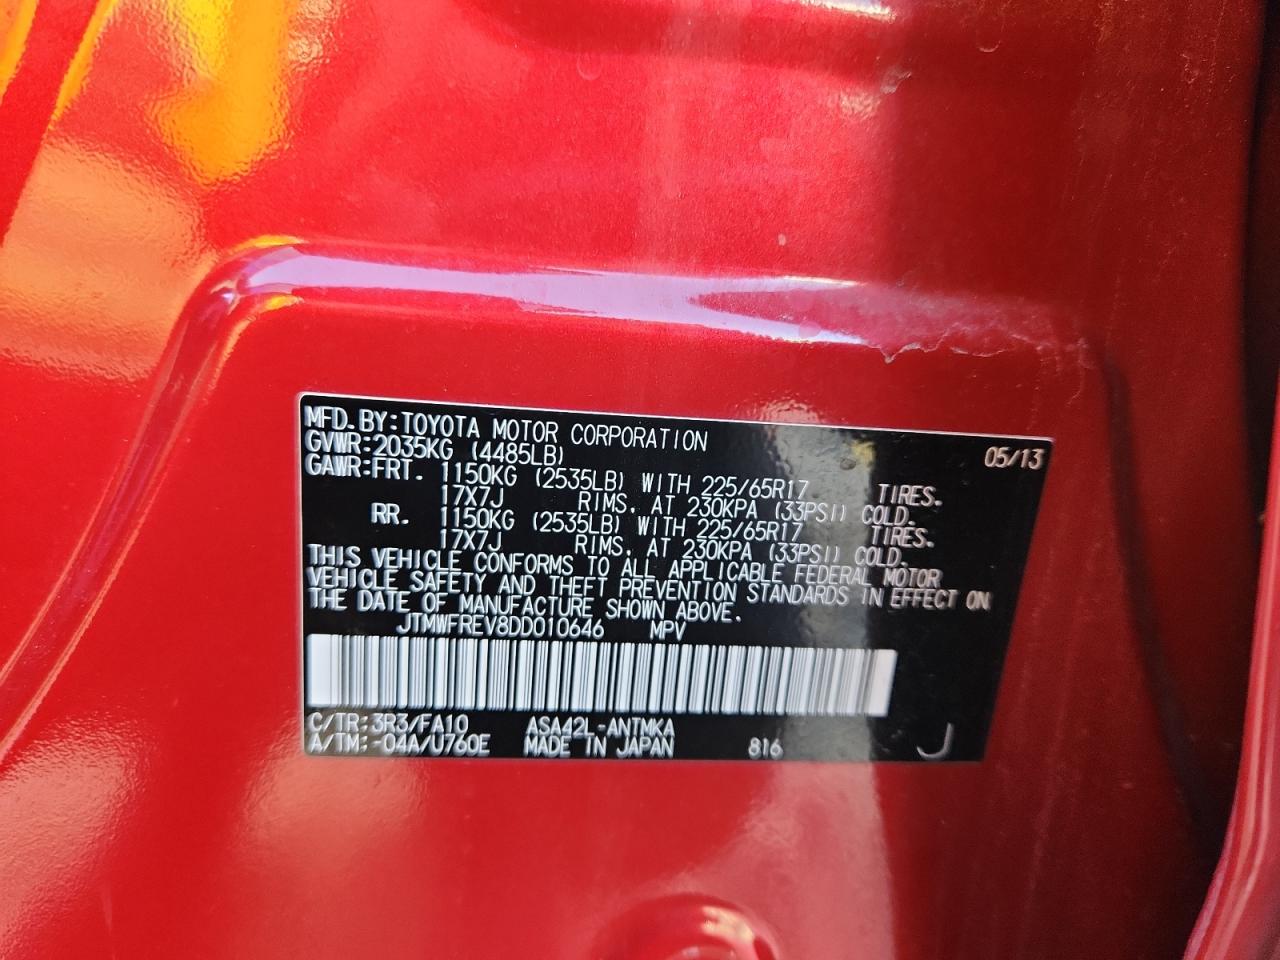 MFD. BY: TOYOTA MOTOR CORPORATION 05/13
GVWR: 2035KG (4485LB)
GAWR: FRT. 1150KG (2535LB) WITH 225/65R17 TIRES.
17X7J RIMS, AT 230KPA (33PSI) COLD.
RR. 1150KG (2535LB) WITH 225/65R17 TIRES.
17X7J RIMS, AT 230KPA (33PSI) COLD.
THIS VEHICLE CONFORMS TO ALL APPLICABLE FEDERAL MOTOR
VEHICLE SAFETY AND THEFT PREVENTION STANDARDS IN EFFECT ON
THE DATE OF MANUFACTURE SHOWN ABOVE.
JTMWFREV8DD010646 MPV
C/TR: 3R3/FA10 ASA42L-ANTMKA
A/TM: -04A/U760E MADE IN JAPAN 816 J